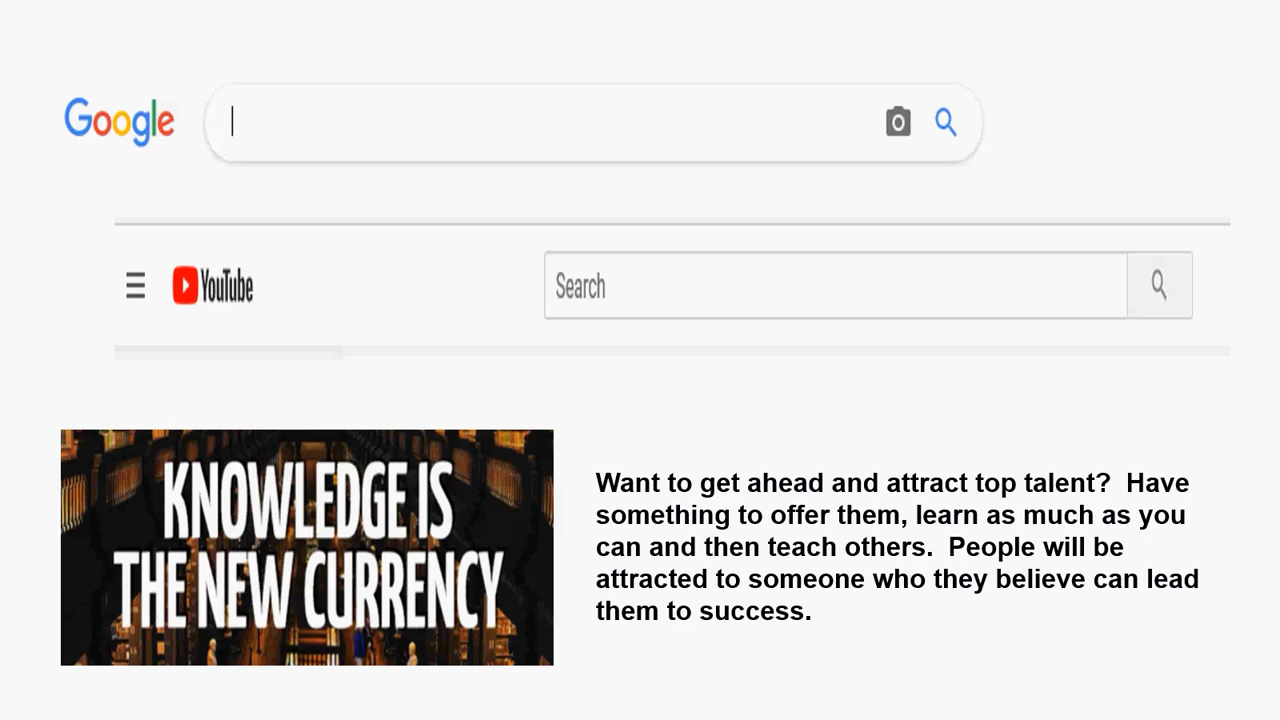 Google
YouTube
Search
KNOWLEDGE IS
THE NEW CURRENCY
Want to get ahead and attract top talent?  Have
something to offer them, learn as much as you
can and then teach others.  People will be
attracted to someone who they believe can lead
them to success.